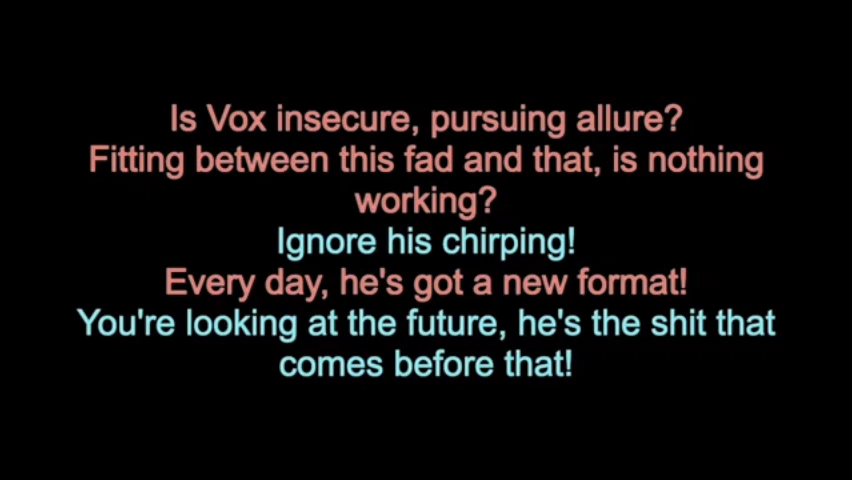 Is Vox insecure, pursuing allure?
Fitting between this fad and that, is nothing
working?
Ignore his chirping!
Every day, he's got a new format!
You're looking at the future, he's the shit that
comes before that!